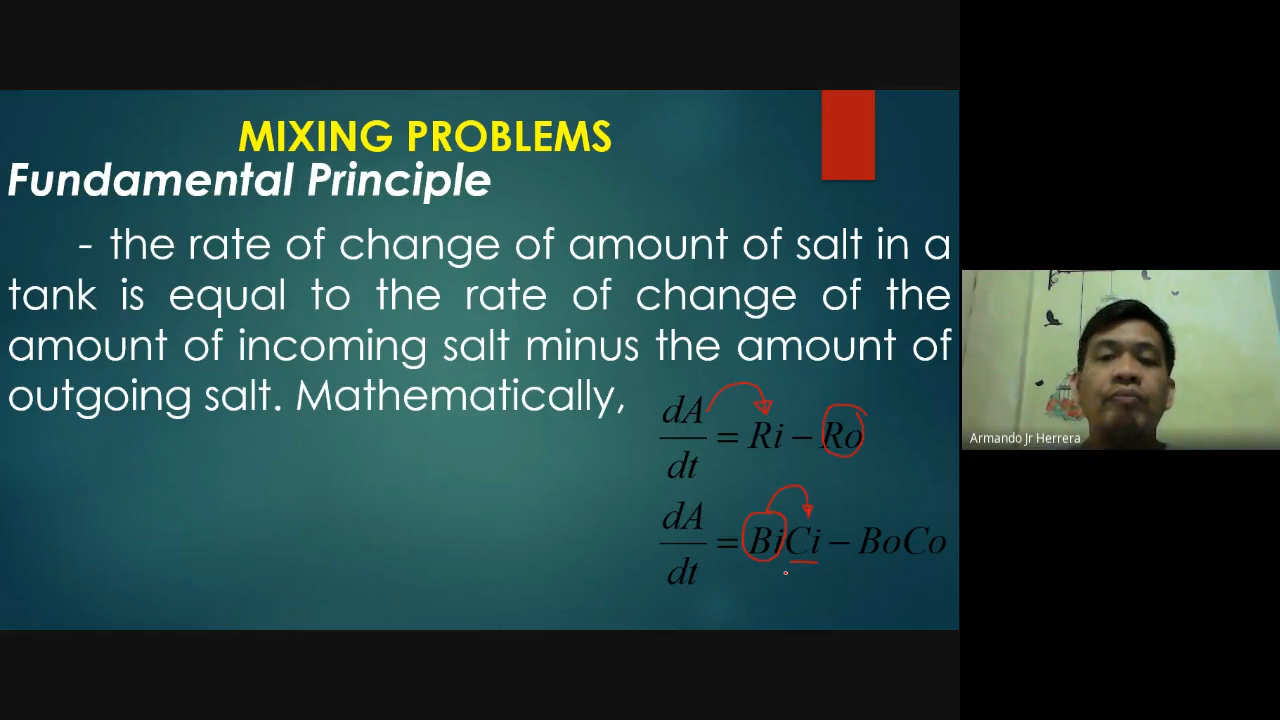 MIXING PROBLEMS
Fundamental Principle
- the rate of change of amount of salt in a
tank is equal to the rate of change of the
amount of incoming salt minus the amount of
outgoing salt. Mathematically,
dA/dt = Ri − Ro
dA/dt = BiCi − BoCo
Armando Jr Herrera